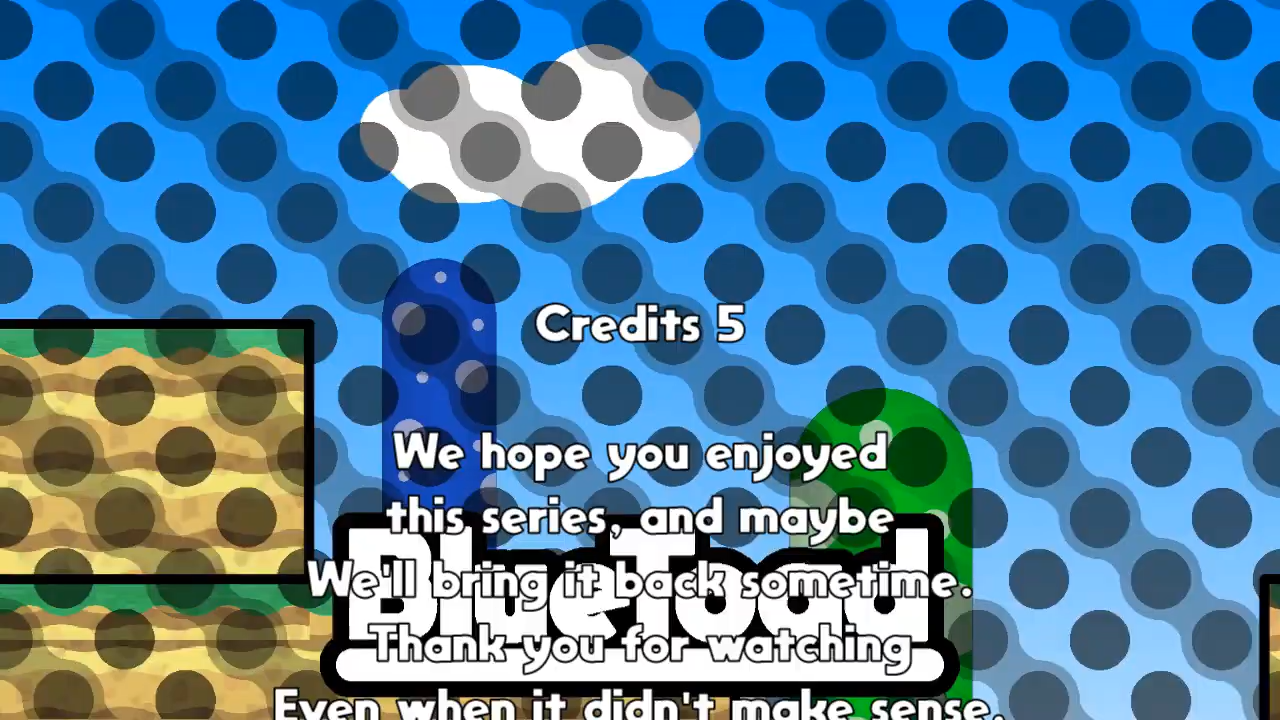 Credits 5
We hope you enjoyed
this series, and maybe
BlueToad
We'll bring it back sometime.
Thank you for watching
Even when it didn't make sense.